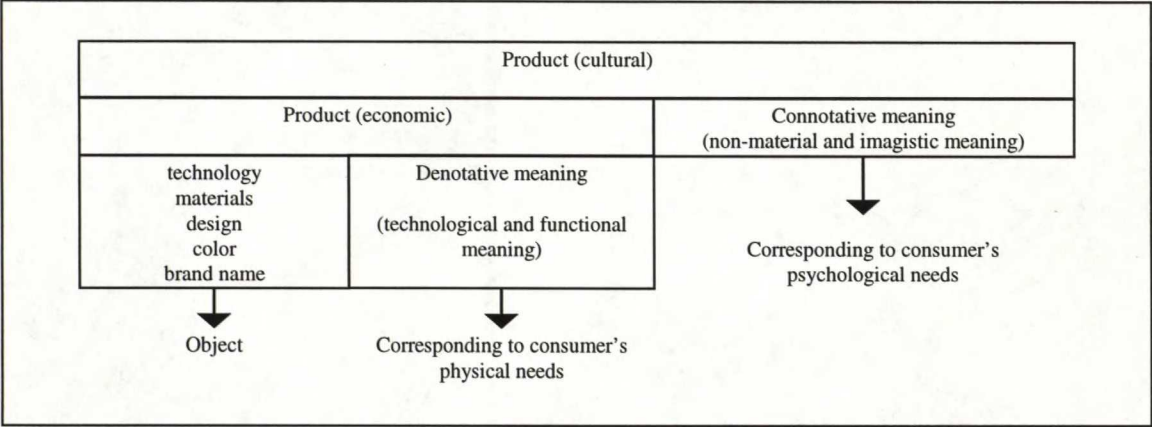 Product (cultural)
Product (economic)
Connotative meaning
(non-material and imagistic meaning)
technology
materials
design
color
brand name
Denotative meaning
(technological and functional
meaning)
Corresponding to consumer's
psychological needs
Object
Corresponding to consumer's
physical needs